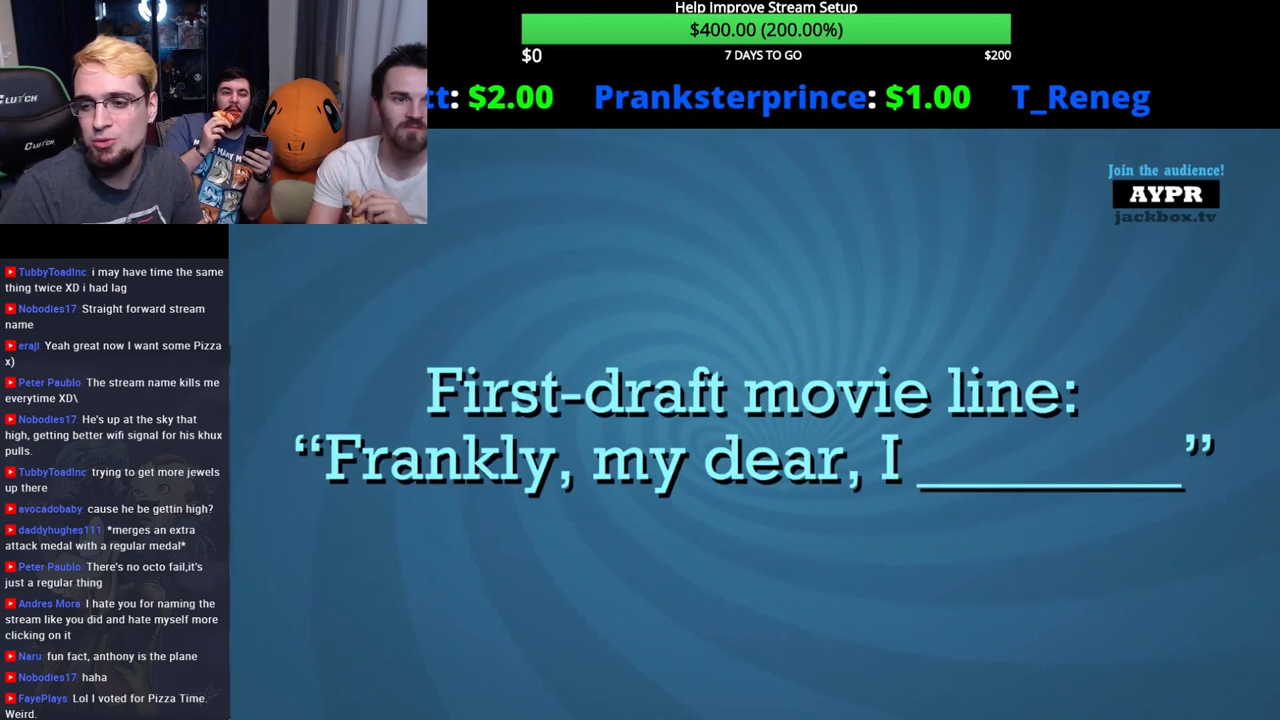 Help Improve Stream Setup
$400.00 (200.00%)
$0
7 DAYS TO GO
$200
tt: $2.00 Pranksterprince: $1.00 T_Reneg
CLUTCH
CLUTCH
Join the audience!
AYPR
jackbox.tv
First-draft movie line:
“Frankly, my dear, I __________”
TubbyToadInc i may have time the same
thing twice XD i had lag
Nobodies17 Straight forward stream
name
eraji Yeah great now I want some Pizza
x)
Peter Paublo The stream name kills me
everytime XD\
Nobodies17 He's up at the sky that
high, getting better wifi signal for his khux
pulls.
TubbyToadInc trying to get more jewels
up there
avocadobaby cause he be gettin high?
daddyhughes111 *merges an extra
attack medal with a regular medal*
Peter Paublo There's no octo fail,it's
just a regular thing
Andres Mora I hate you for naming the
stream like you did and hate myself more
clicking on it
Naru fun fact, anthony is the plane
Nobodies17 haha
FayePlays Lol I voted for Pizza Time.
Weird.